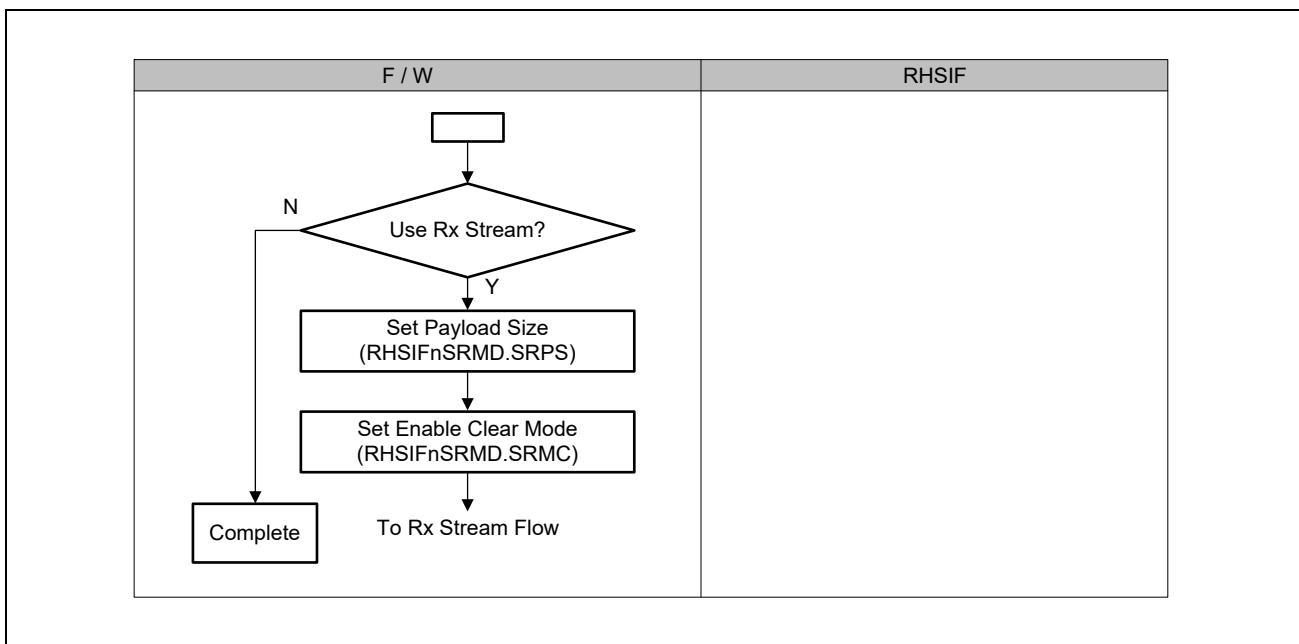 F / W
RHSIF
Use Rx Stream?
N
Y
Set Payload Size
(RHSIFnSRMD.SRPS)
Set Enable Clear Mode
(RHSIFnSRMD.SRMC)
Complete
To Rx Stream Flow